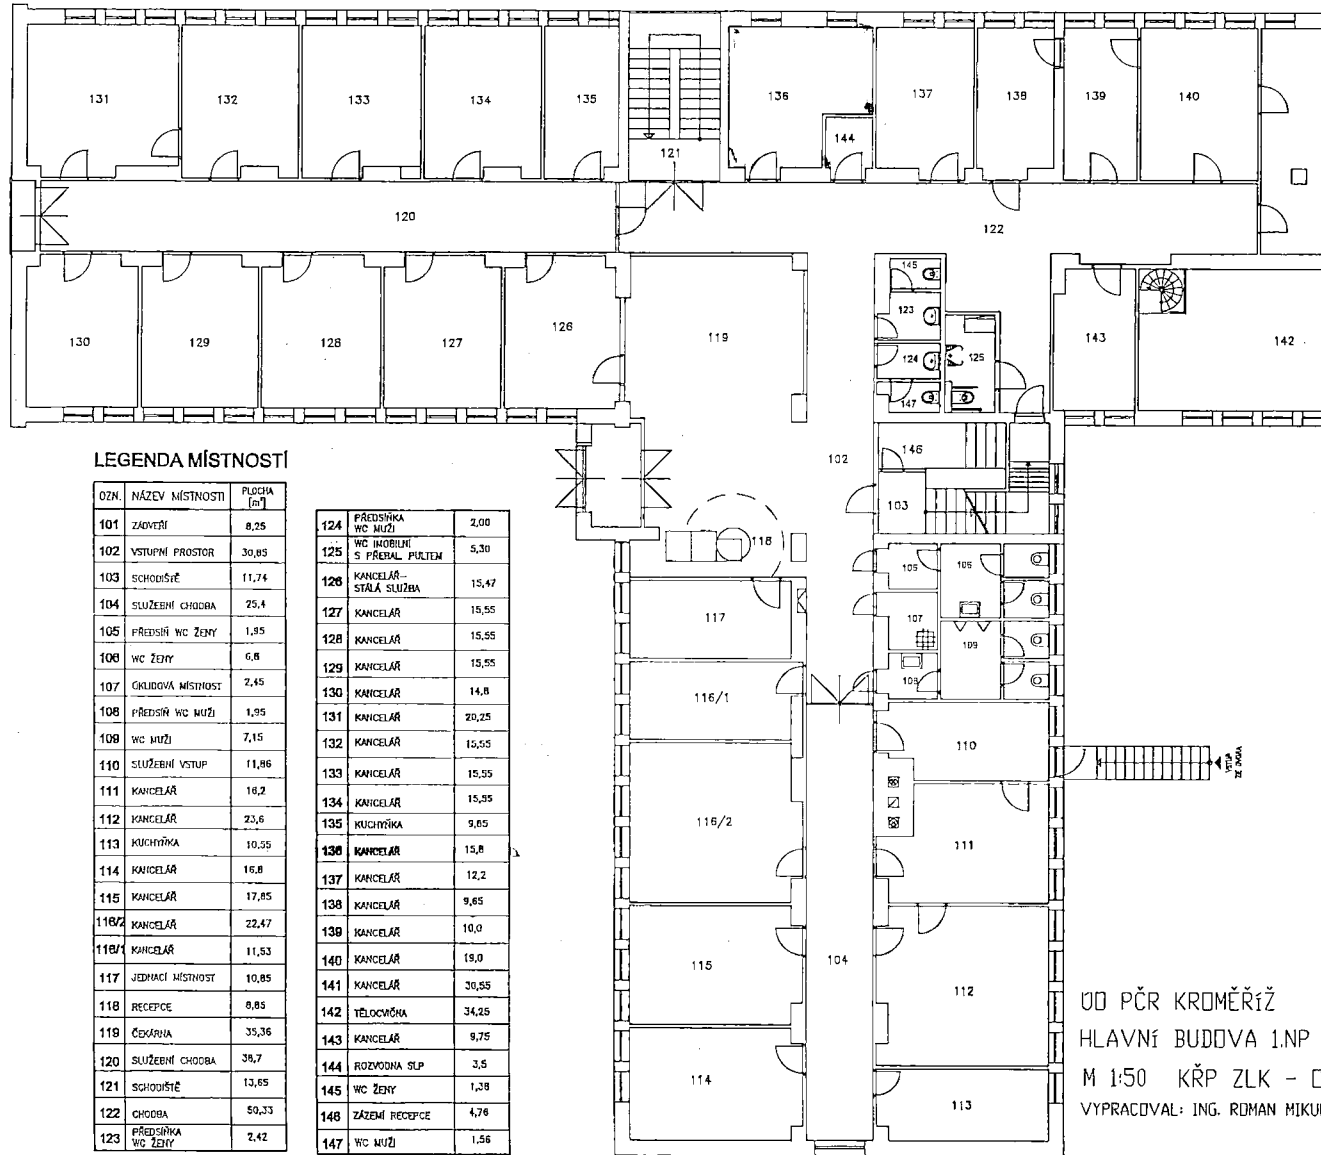 131
132
133
134
135
121
136
144
137
138
139
140
120
122
130
129
128
127
126
119
145
123
124
147
125
143
142
102
146
103
118
117
105
106
107
109
108
116/1
116/2
110
111
115
104
112
114
113
VSTUP
ZE DVORA
LEGENDA MÍSTNOSTÍ
OZN. NÁZEV MÍSTNOSTI PLOCHA [m²]
101 ZÁDVEŘÍ 8,25
102 VSTUPNÍ PROSTOR 30,85
103 SCHODIŠTĚ 11,74
104 SLUŽEBNÍ CHODBA 25,4
105 PŘEDSÍŇ WC ŽENY 1,95
106 WC ŽENY 6,8
107 ÚKLIDOVÁ MÍSTNOST 2,45
108 PŘEDSÍŇ WC MUŽI 1,95
109 WC MUŽI 7,15
110 SLUŽEBNÍ VSTUP 11,86
111 KANCELÁŘ 16,2
112 KANCELÁŘ 23,6
113 KUCHYŇKA 10,55
114 KANCELÁŘ 16,8
115 KANCELÁŘ 17,85
116/2 KANCELÁŘ 22,47
116/1 KANCELÁŘ 11,53
117 JEDNACÍ MÍSTNOST 10,85
118 RECEPCE 8,85
119 ČEKÁRNA 35,36
120 SLUŽEBNÍ CHODBA 38,7
121 SCHODIŠTĚ 13,65
122 CHODBA 50,33
123 PŘEDSÍŇKA WC ŽENY 2,42
124 PŘEDSÍŇKA WC MUŽI 2,00
125 WC IMOBILNÍ S PŘEBAL. PULTEM 5,30
126 KANCELÁŘ- STÁLÁ SLUŽBA 15,47
127 KANCELÁŘ 15,55
128 KANCELÁŘ 15,55
129 KANCELÁŘ 15,55
130 KANCELÁŘ 14,8
131 KANCELÁŘ 20,25
132 KANCELÁŘ 15,55
133 KANCELÁŘ 15,55
134 KANCELÁŘ 15,55
135 KUCHYŇKA 9,85
136 KANCELÁŘ 15,8
137 KANCELÁŘ 12,2
138 KANCELÁŘ 9,65
139 KANCELÁŘ 10,0
140 KANCELÁŘ 19,0
141 KANCELÁŘ 30,55
142 TĚLOCVIČNA 34,25
143 KANCELÁŘ 9,75
144 ROZVODNA SLP 3,5
145 WC ŽENY 1,38
146 ZÁZEMÍ RECEPCE 4,76
147 WC MUŽI 1,56
ÚO PČR KROMĚŘÍŽ
HLAVNÍ BUDOVA 1.NP
M 1:50 KŘP ZLK -
VYPRACOVAL: ING. ROMAN